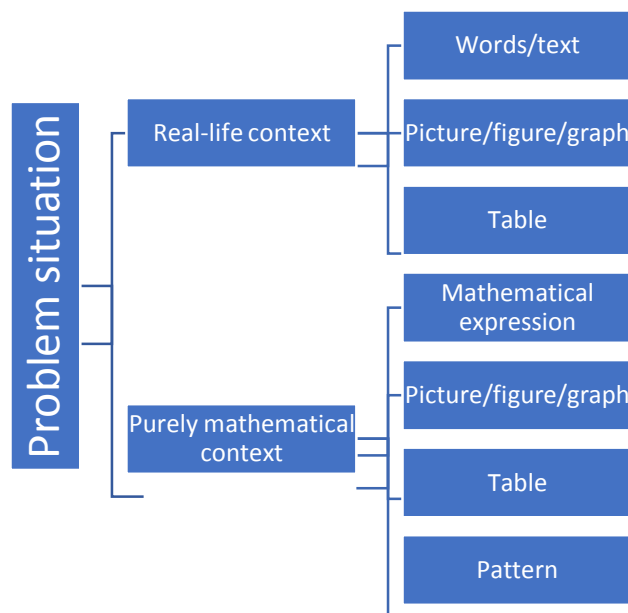 Problem situation
Real-life context
Words/text
Picture/figure/graph
Table
Purely mathematical
context
Mathematical
expression
Picture/figure/graph
Table
Pattern